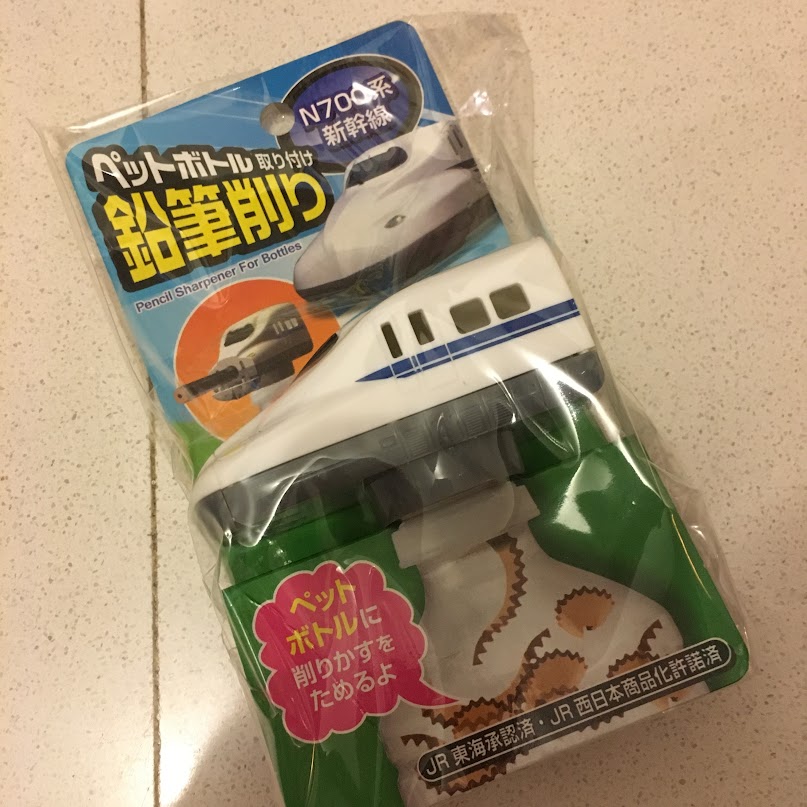 N700系
新幹線
ペットボトル 取り付け
鉛筆削り
Pencil Sharpener For Bottles
ペット
ボトルに
削りかすを
ためるよ
JR東海承認済・JR西日本商品化許諾済